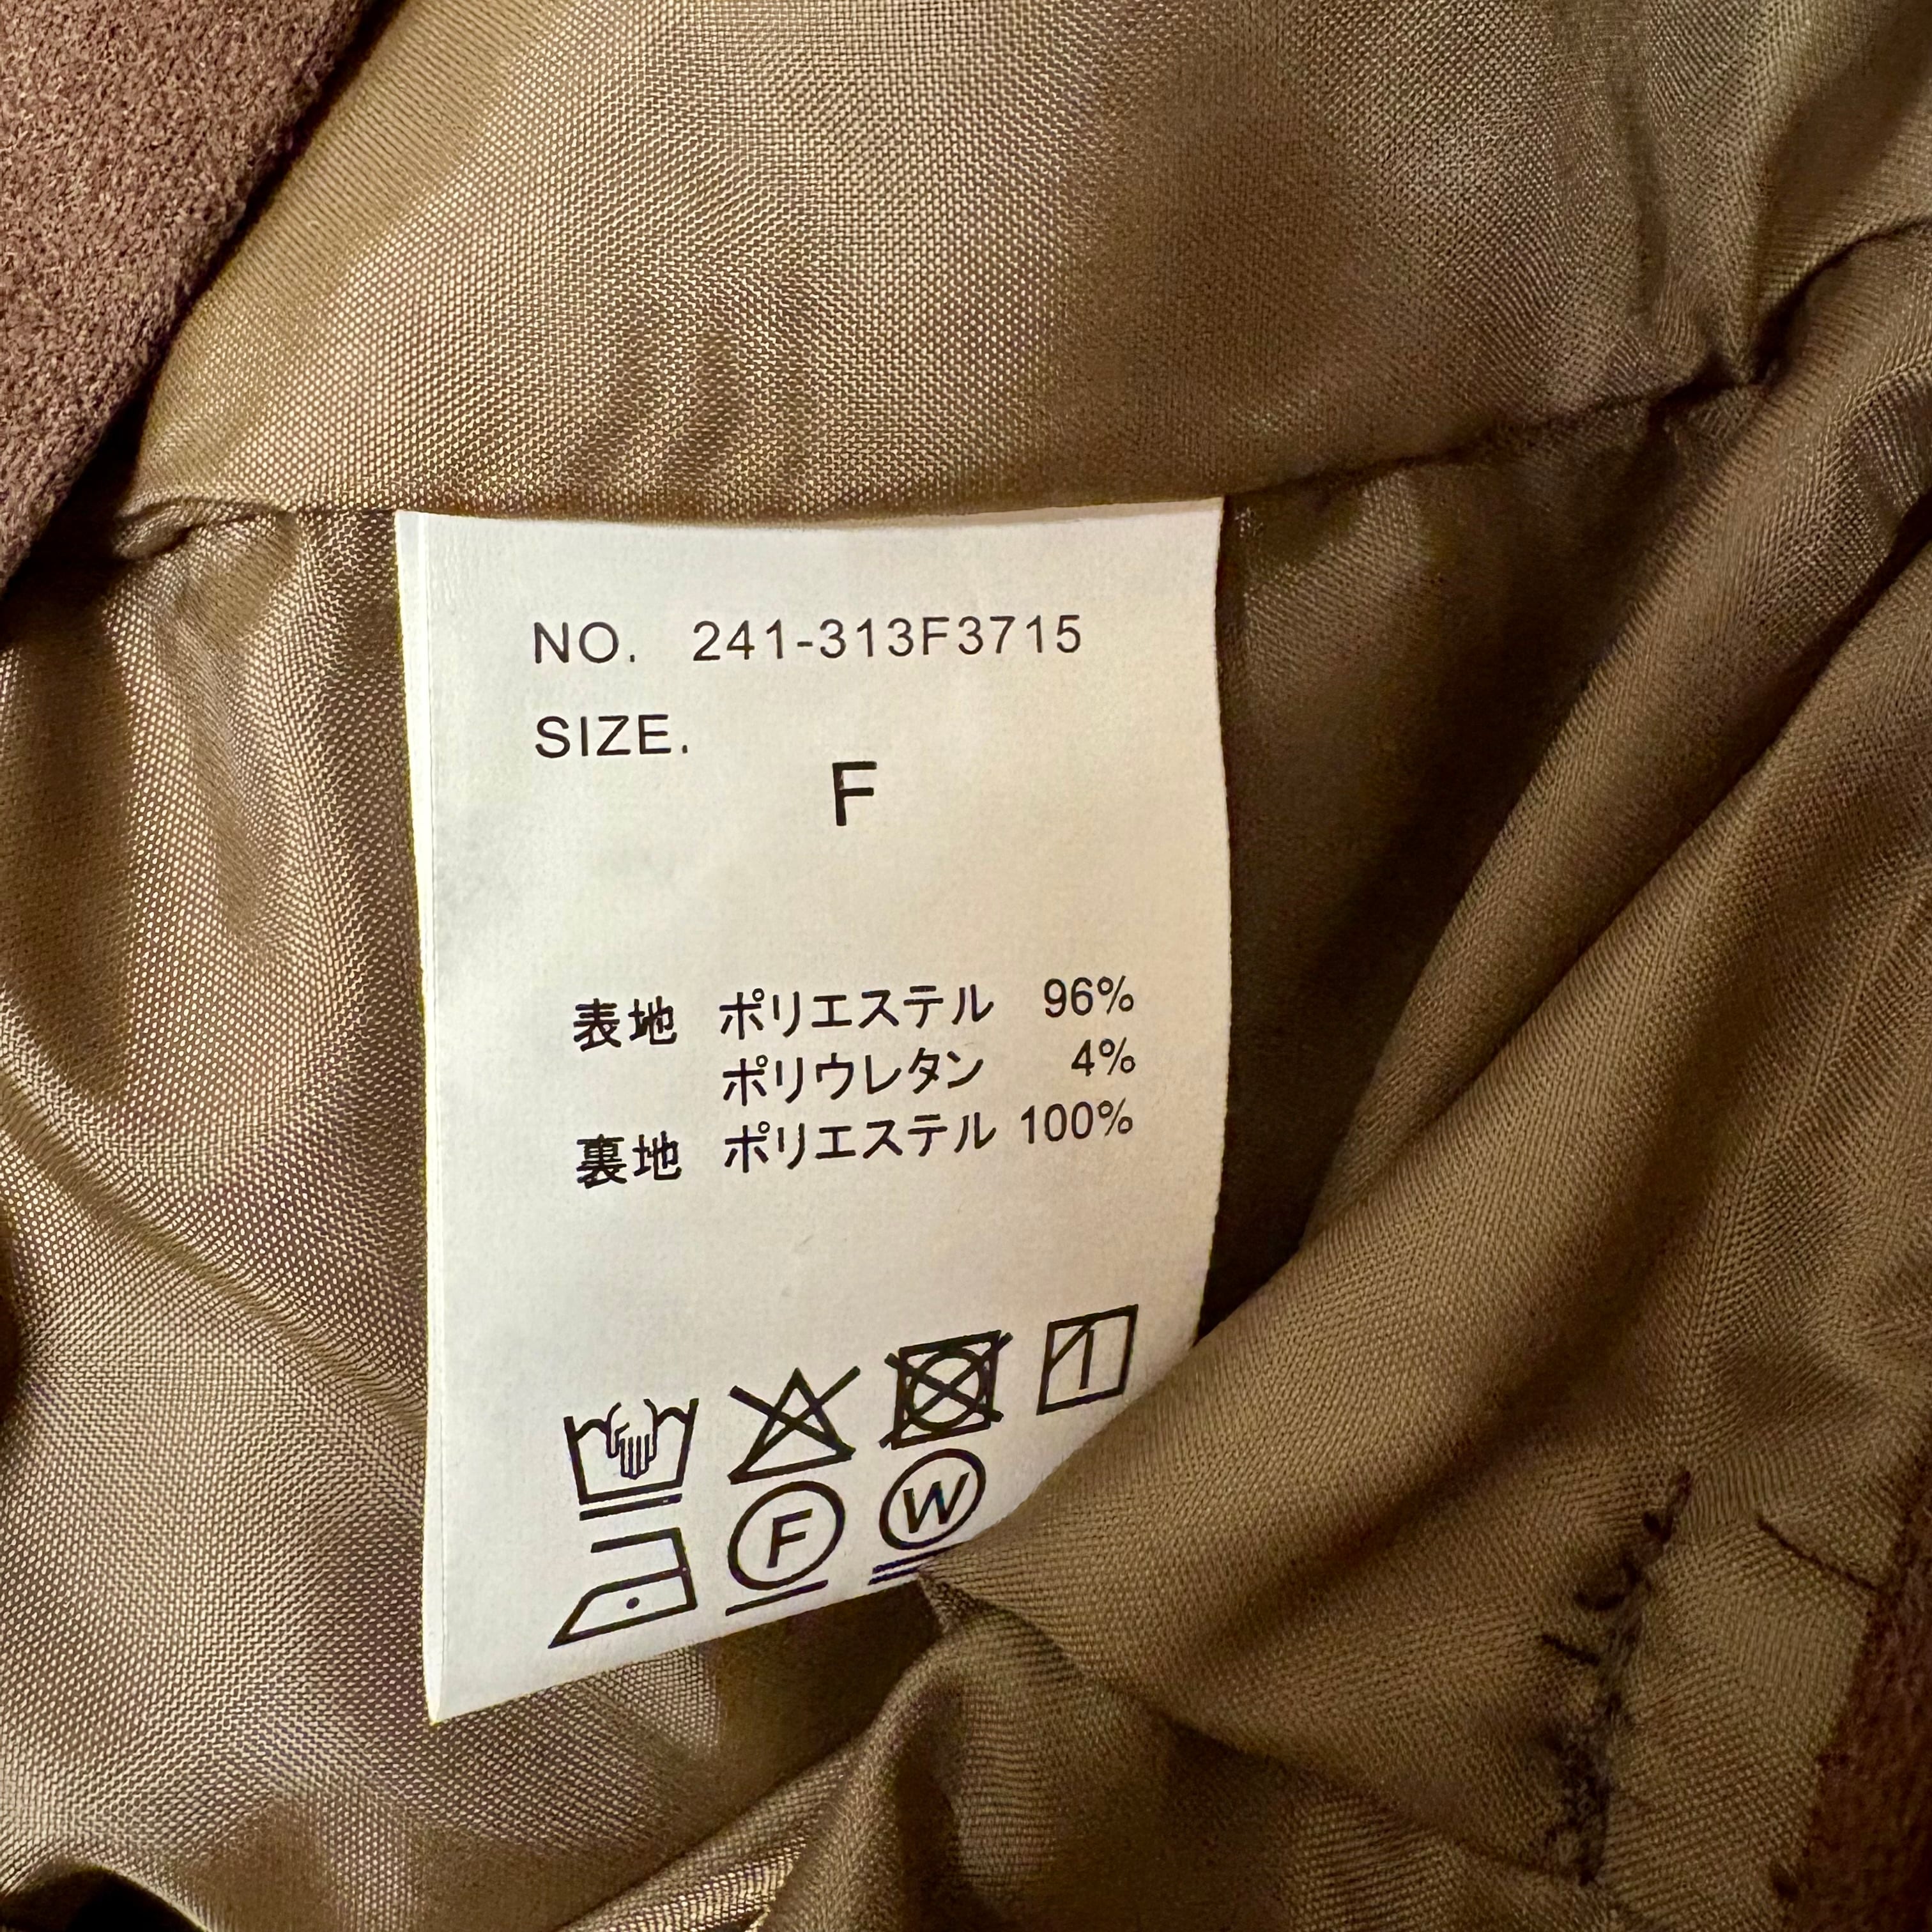 NO. 241-313F3715
SIZE.
F
表地 ポリエステル 96%
ポリウレタン 4%
裏地 ポリエステル 100%
F W